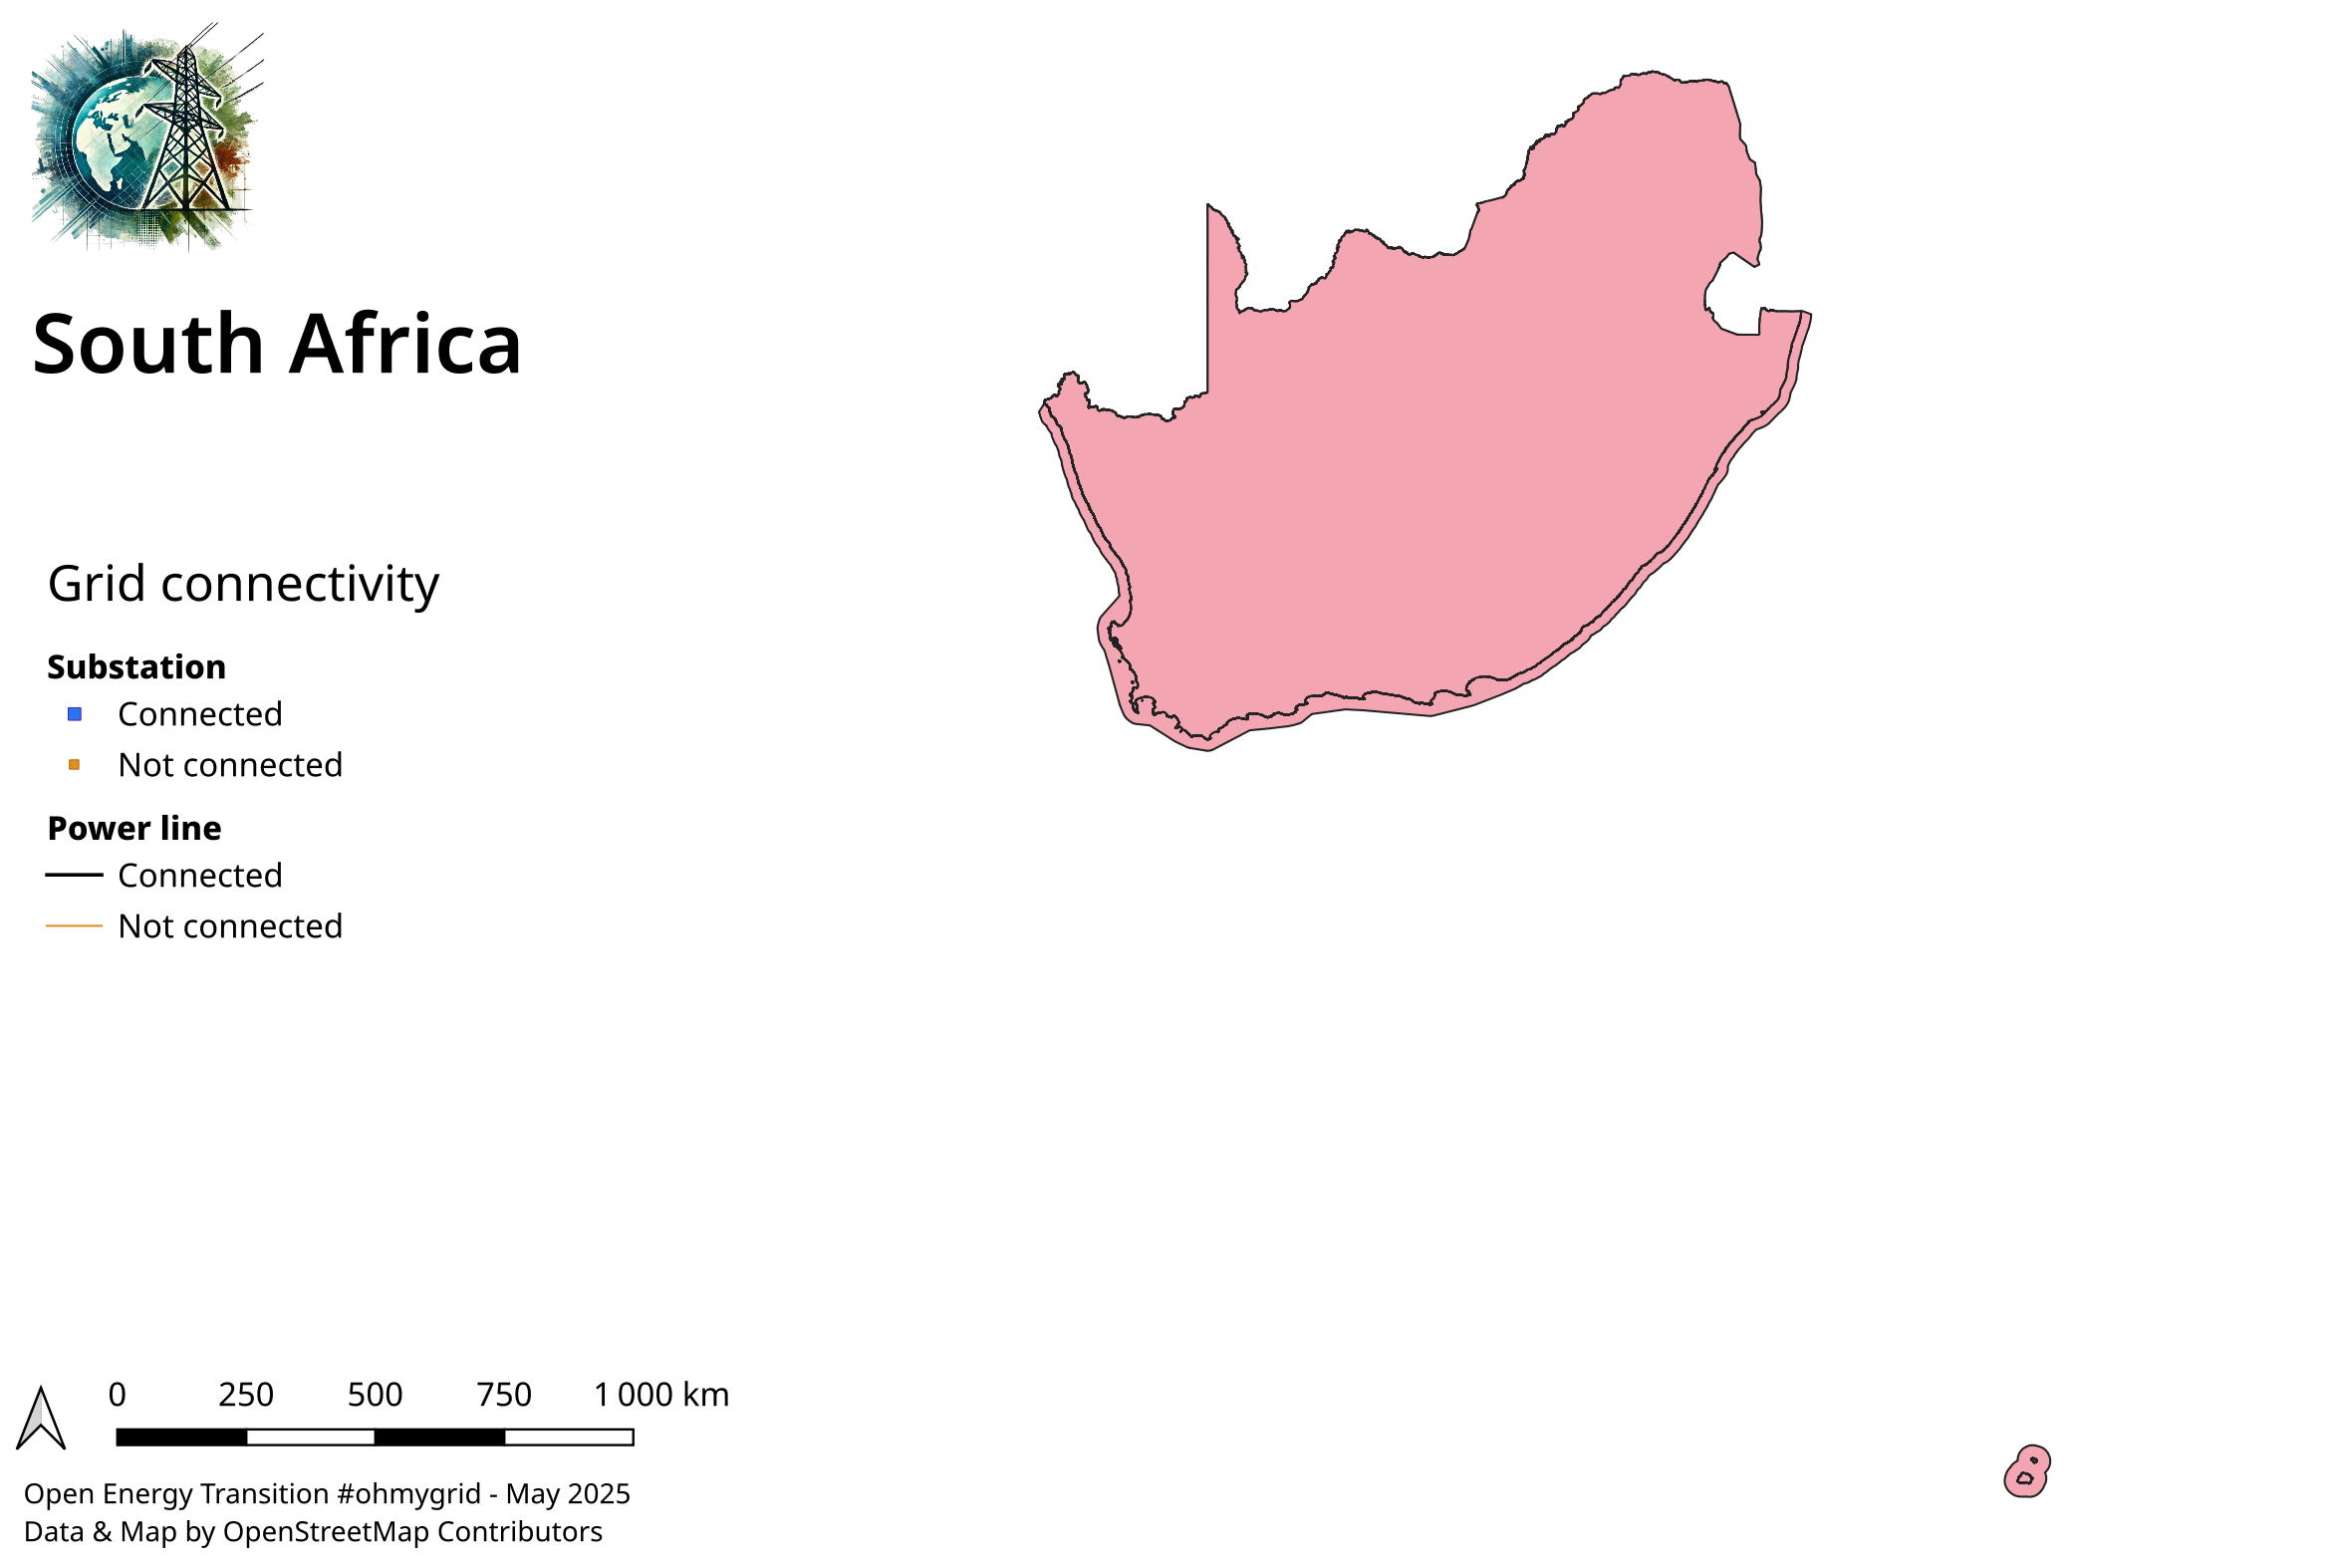 South Africa
Grid connectivity
Substation
Connected
Not connected
Power line
Connected
Not connected
0 250 500 750 1 000 km
Open Energy Transition #ohmygrid - May 2025
Data & Map by OpenStreetMap Contributors